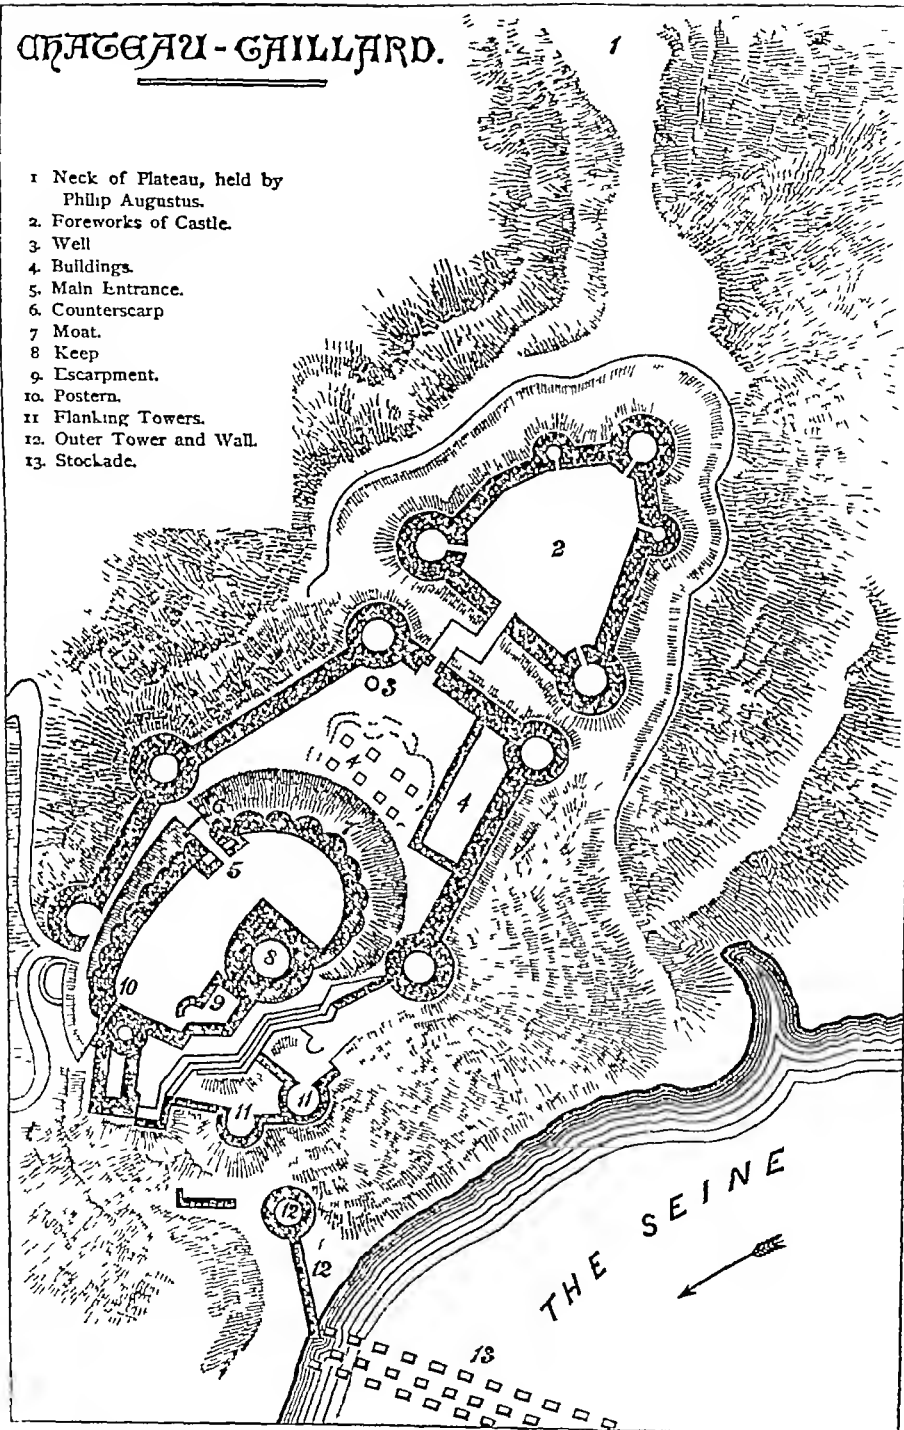 CHATEAU-GAILLARD.
1 Neck of Plateau, held by
Philip Augustus.
2. Foreworks of Castle.
3. Well
4. Buildings.
5. Main Entrance.
6. Counterscarp
7 Moat.
8 Keep
9. Escarpment.
10. Postern.
11 Flanking Towers.
12. Outer Tower and Wall.
13. Stockade.
1
2
3
4
4
6
5
8
9
10
11
11
12
12
13
THE SEINE